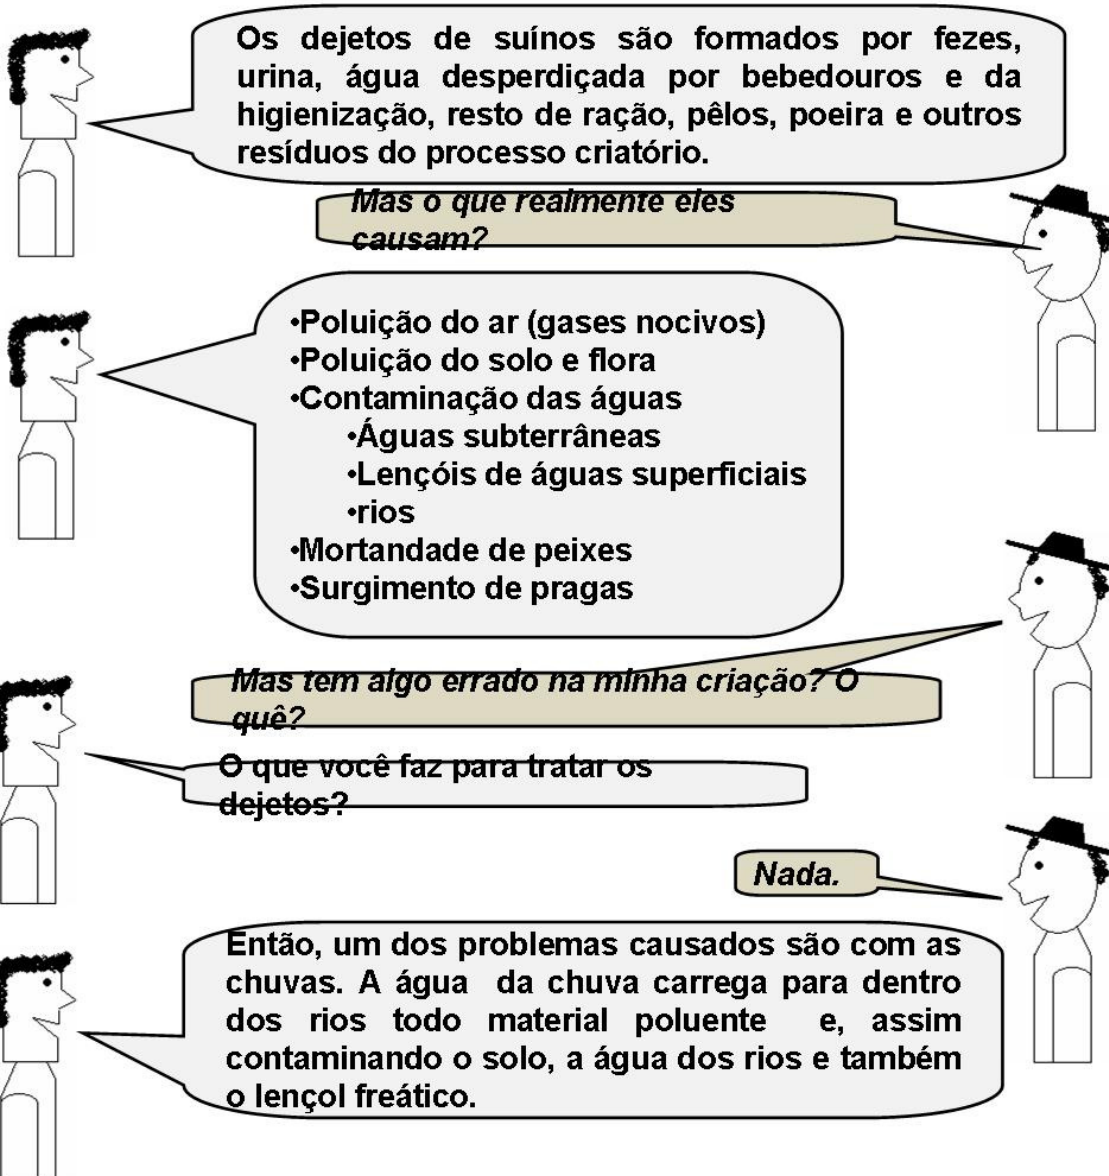 Os dejetos de suínos são formados por fezes,
urina, água desperdiçada por bebedouros e da
higienização, resto de ração, pêlos, poeira e outros
resíduos do processo criatório.
Mas o que realmente eles
causam?
•Poluição do ar (gases nocivos)
•Poluição do solo e flora
•Contaminação das águas
•Águas subterrâneas
•Lençóis de águas superficiais
•rios
•Mortandade de peixes
•Surgimento de pragas
Mas tem algo errado na minha criação? O
quê?
O que você faz para tratar os
dejetos?
Nada.
Então, um dos problemas causados são com as
chuvas. A água da chuva carrega para dentro
dos rios todo material poluente e, assim
contaminando o solo, a água dos rios e também
o lençol freático.